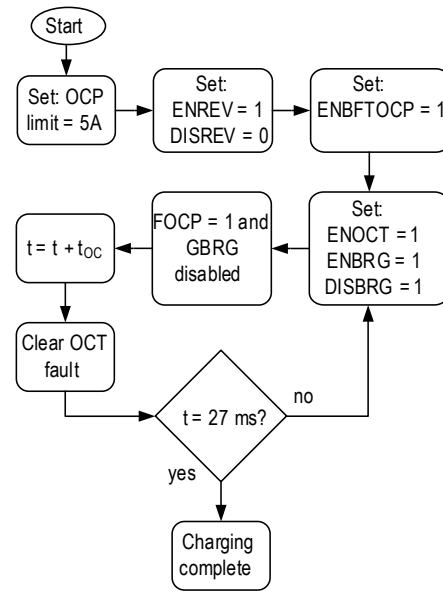 Start
Set: OCP
limit = 5A
Set:
ENREV = 1
DISREV = 0
Set:
ENBFTOCP = 1
Set:
ENOCT = 1
ENBRG = 1
DISBRG = 1
FOCP = 1 and
GBRG
disabled
t = t + tOC
Clear OCT
fault
t = 27 ms?
no
yes
Charging
complete